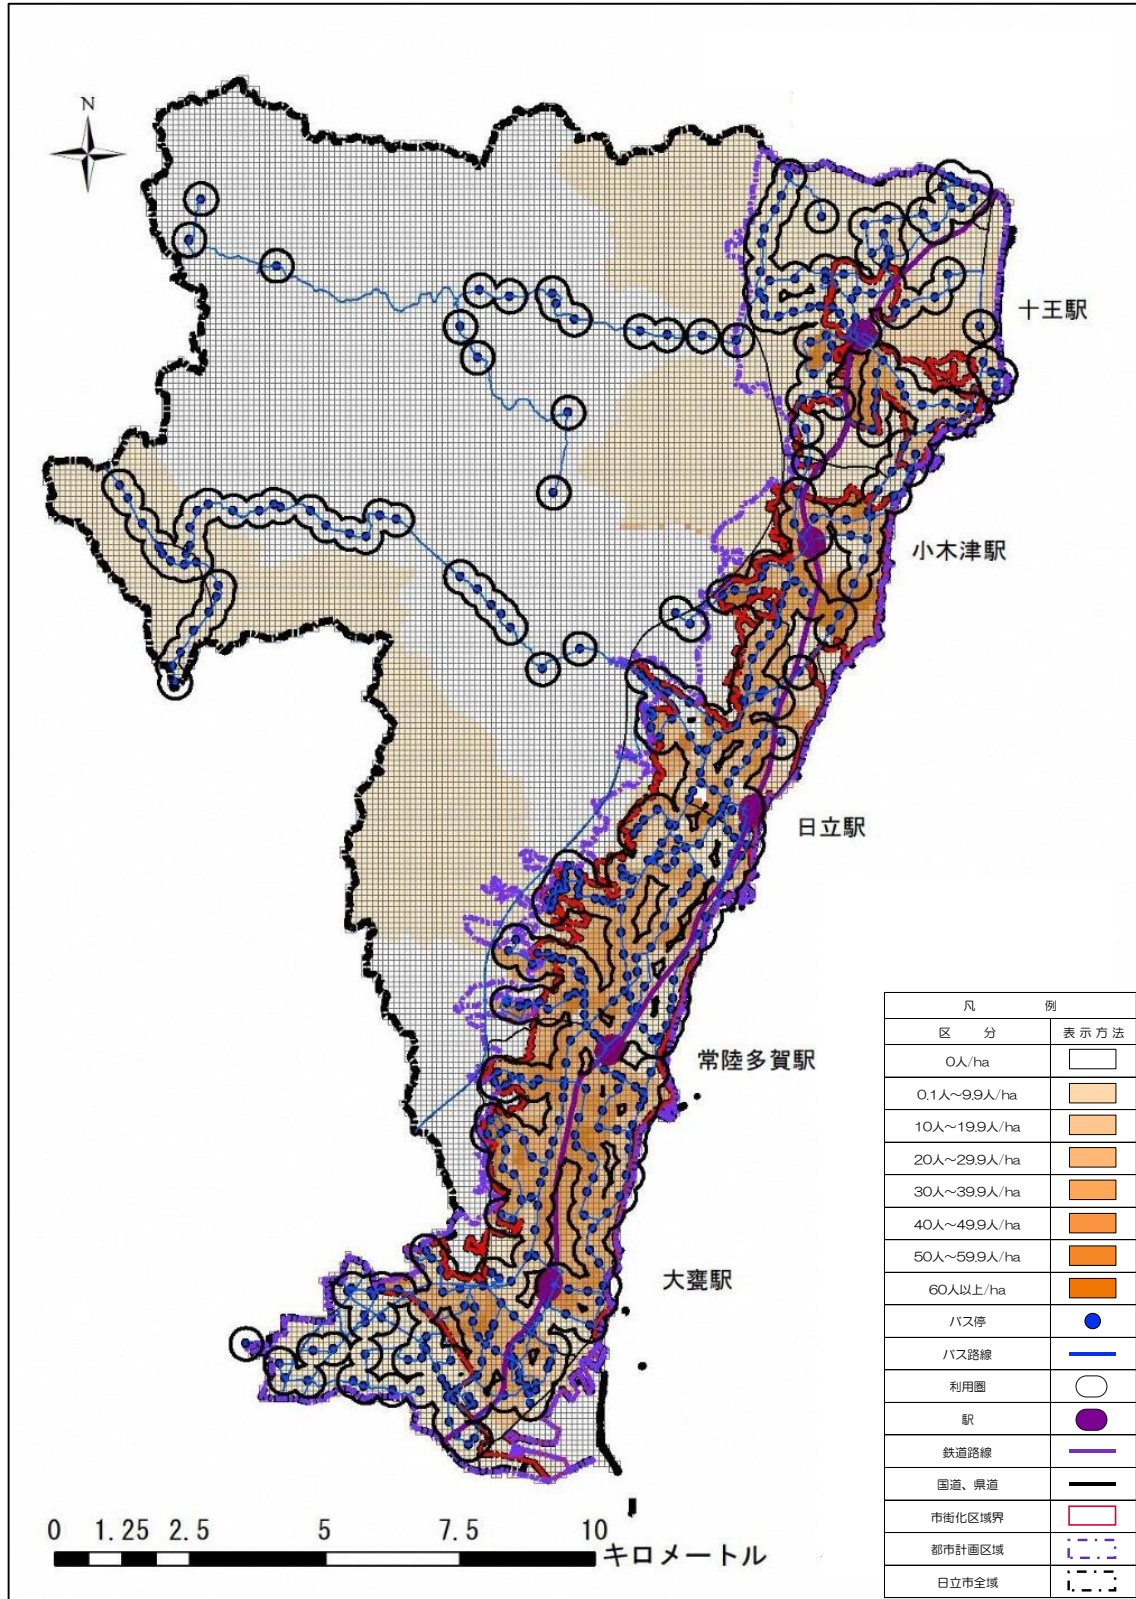 N
十王駅
小木津駅
日立駅
常陸多賀駅
大甕駅
凡 例
区 分 表示方法
0人/ha
0.1人～9.9人/ha
10人～19.9人/ha
20人～29.9人/ha
30人～39.9人/ha
40人～49.9人/ha
50人～59.9人/ha
60人以上/ha
バス停
バス路線
利用圏
駅
鉄道路線
国道、県道
市街化区域界
都市計画区域
日立市全域
0 1.25 2.5 5 7.5 10
キロメートル